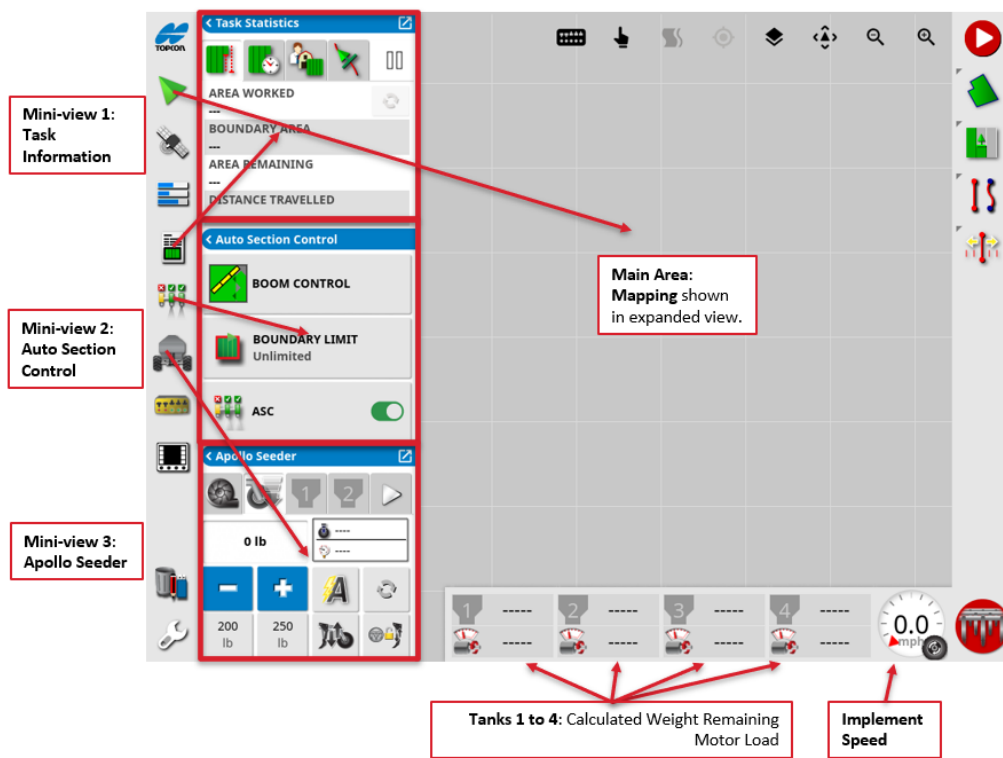 TOPCON
Task Statistics
AREA WORKED
---
BOUNDARY AREA
---
AREA REMAINING
---
DISTANCE TRAVELLED
Mini-view 1:
Task
Information
Auto Section Control
BOOM CONTROL
BOUNDARY LIMIT
Unlimited
ASC
Mini-view 2:
Auto Section
Control
Main Area:
Mapping shown
in expanded view.
Apollo Seeder
1 2
0 lb
----
----
A
200
lb
250
lb
Mini-view 3:
Apollo Seeder
1 ----- 2 ----- 3 ----- 4 -----
----- ----- ----- -----
0.0
mph
Tanks 1 to 4: Calculated Weight Remaining
Motor Load
Implement
Speed